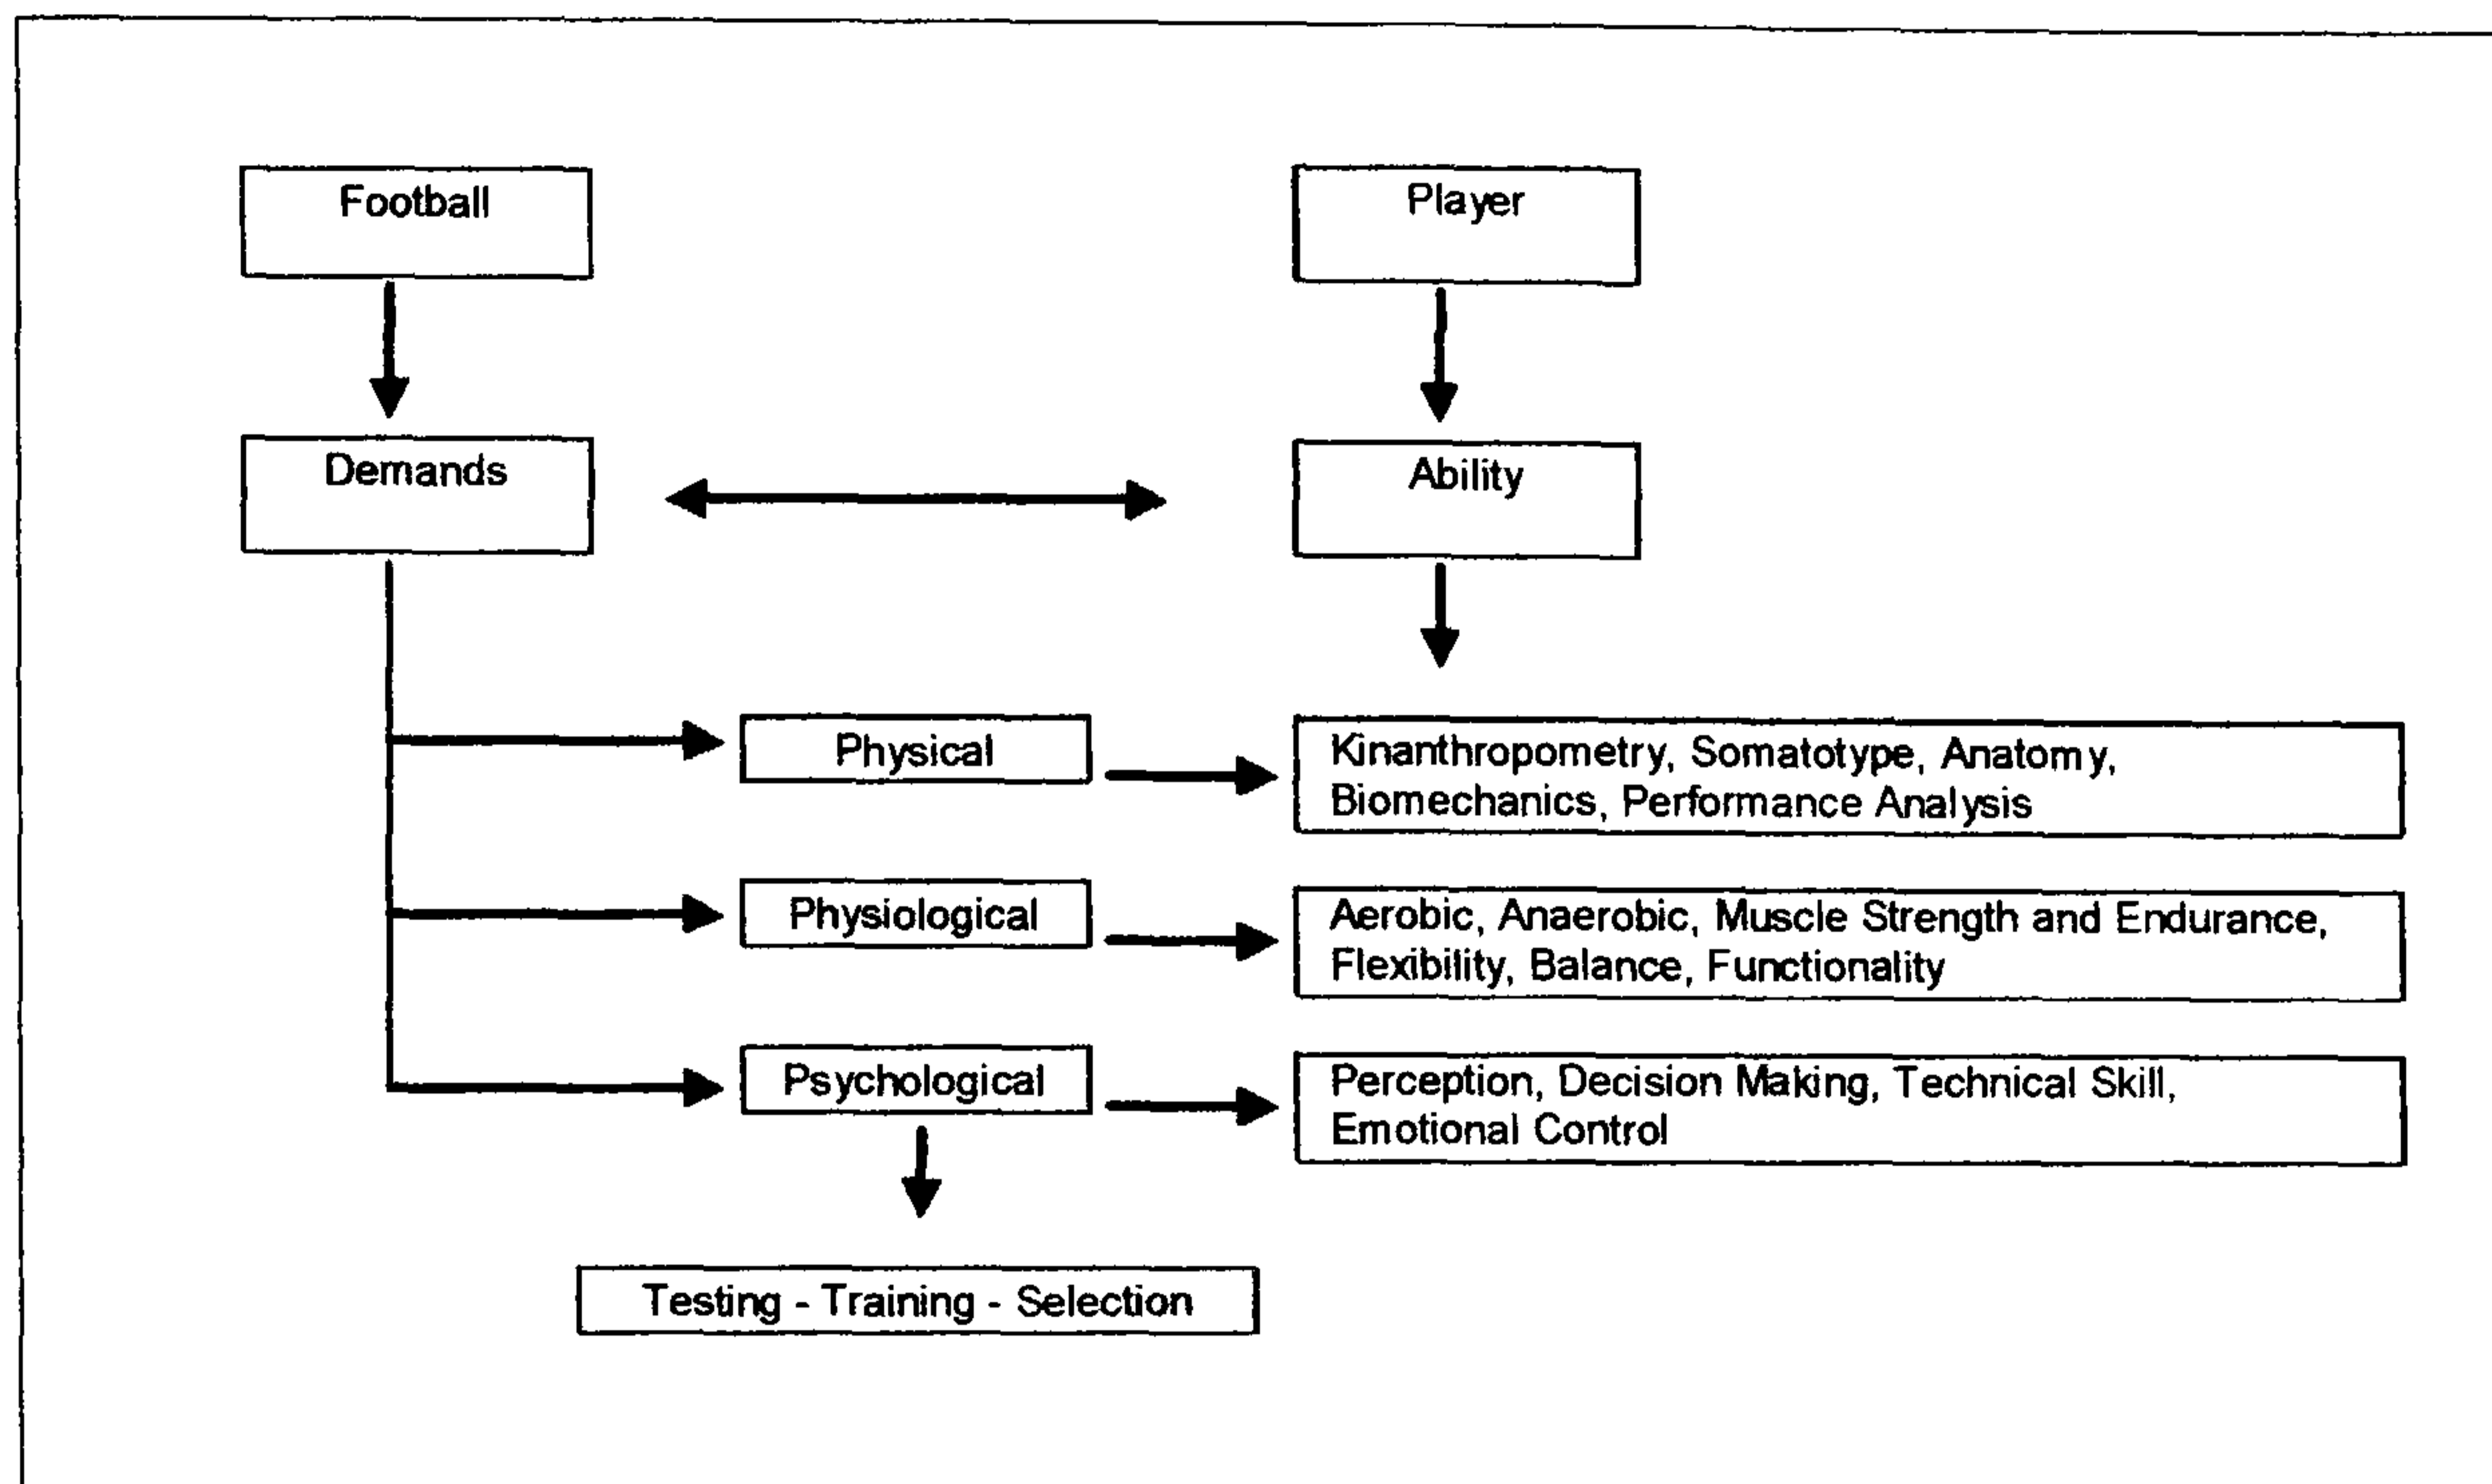 Football
Player
Demands
Ability
Physical
Kinanthropometry, Somatotype, Anatomy,
Biomechanics, Performance Analysis
Physiological
Aerobic, Anaerobic, Muscle Strength and Endurance,
Flexibility, Balance, Functionality
Psychological
Perception, Decision Making, Technical Skill,
Emotional Control
Testing - Training - Selection